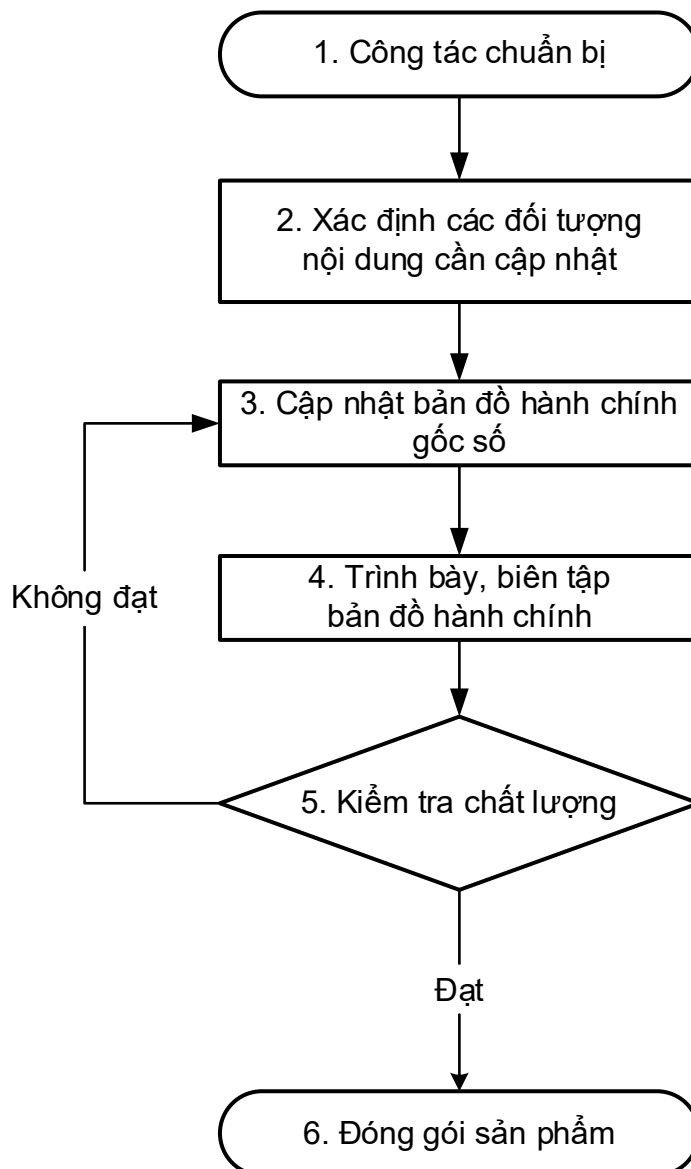 1. Công tác chuẩn bị
2. Xác định các đối tượng
nội dung cần cập nhật
3. Cập nhật bản đồ hành chính
gốc số
4. Trình bày, biên tập
bản đồ hành chính
Không đạt
5. Kiểm tra chất lượng
Đạt
6. Đóng gói sản phẩm